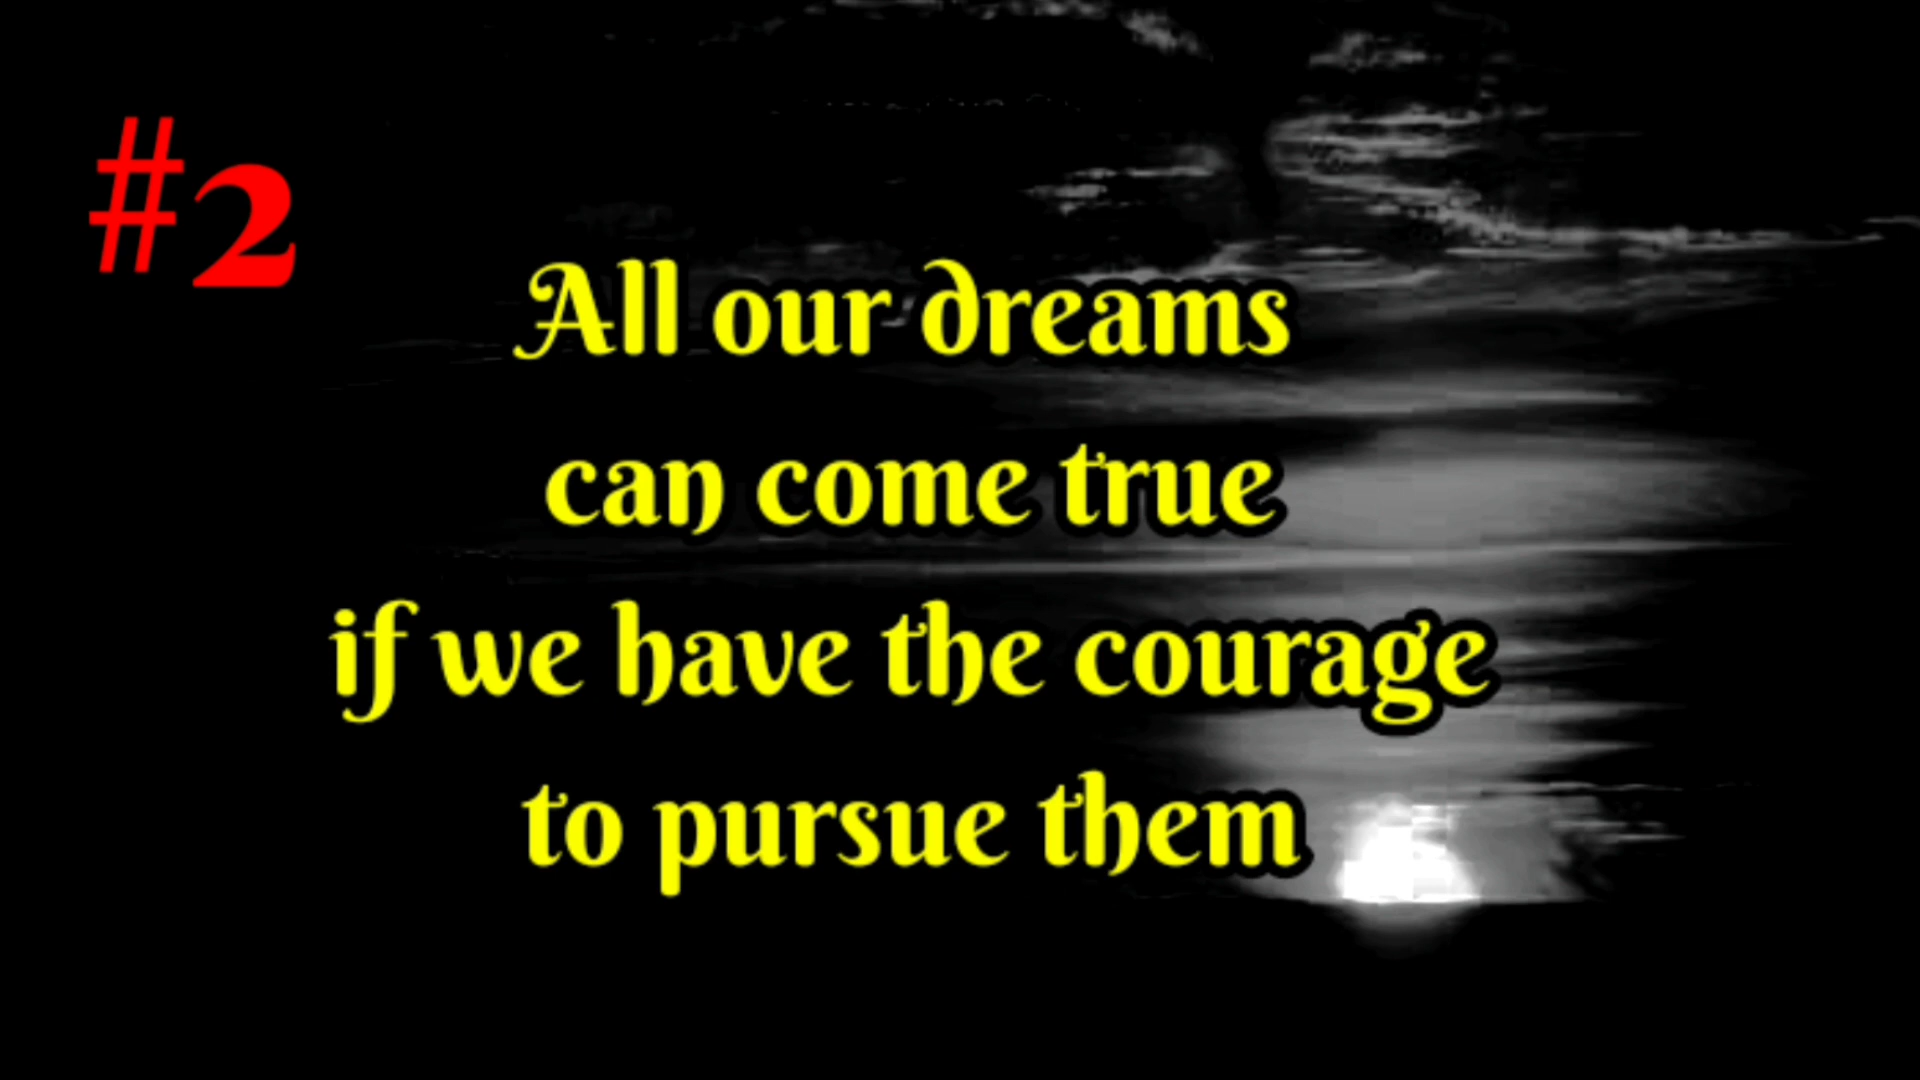 #2
All our dreams
can come true
if we have the courage
to pursue them